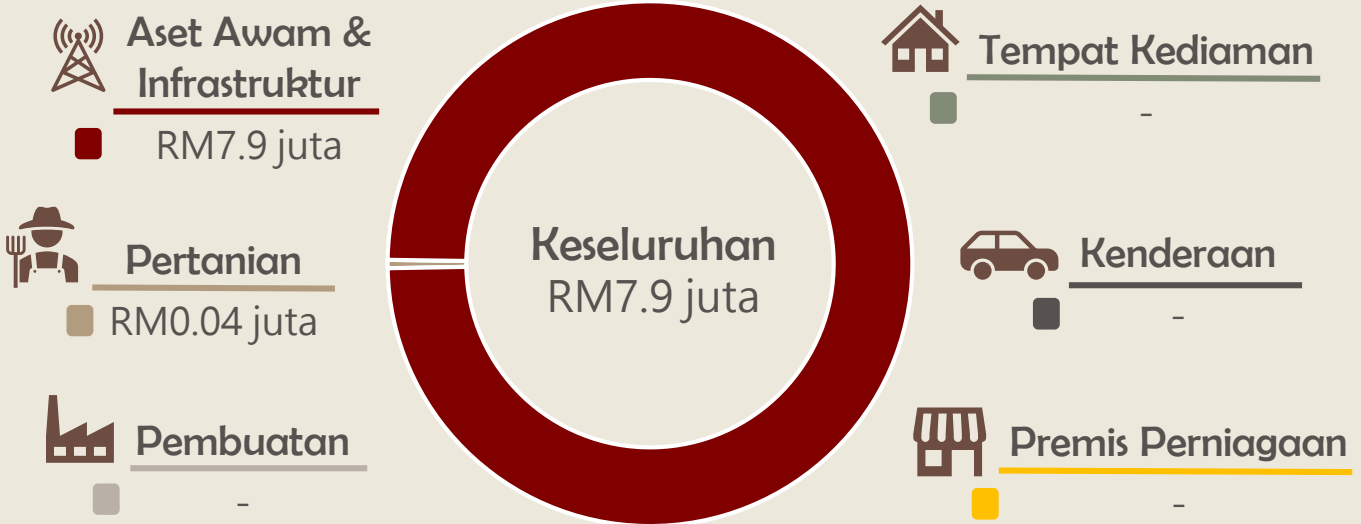 Aset Awam &
Infrastruktur
RM7.9 juta
Pertanian
RM0.04 juta
Pembuatan
-
Keseluruhan
RM7.9 juta
Tempat Kediaman
-
Kenderaan
-
Premis Perniagaan
-